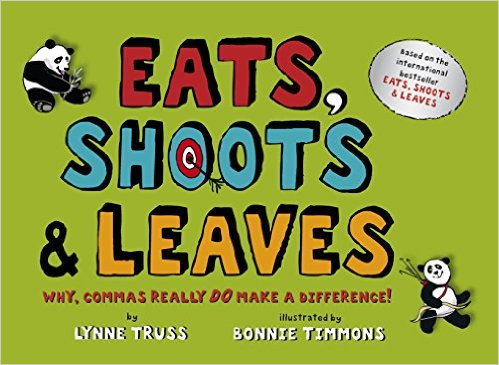 EATS,
SHOOTS
& LEAVES
Based on the
international
bestseller
EATS, SHOOTS
& LEAVES
WHY, COMMAS REALLY DO MAKE A DIFFERENCE!
by
LYNNE TRUSS
illustrated by
BONNIE TIMMONS